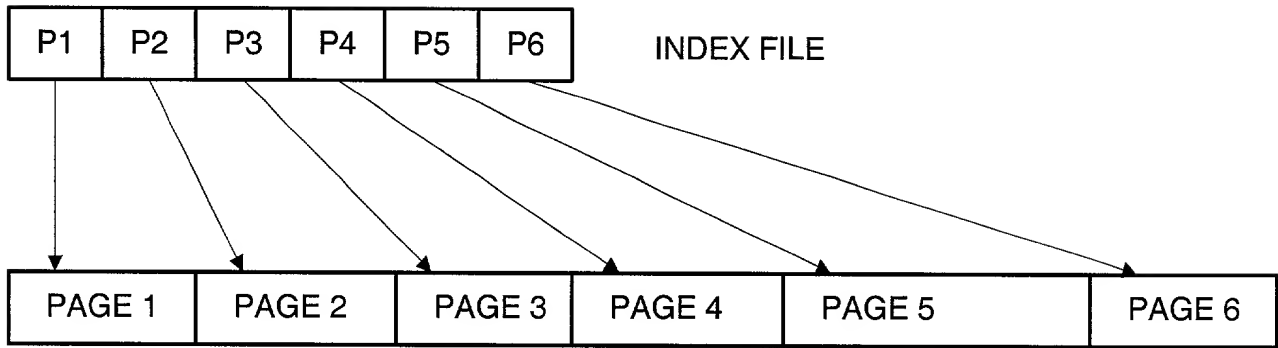 P1 P2 P3 P4 P5 P6 INDEX FILE
PAGE 1 PAGE 2 PAGE 3 PAGE 4 PAGE 5 PAGE 6